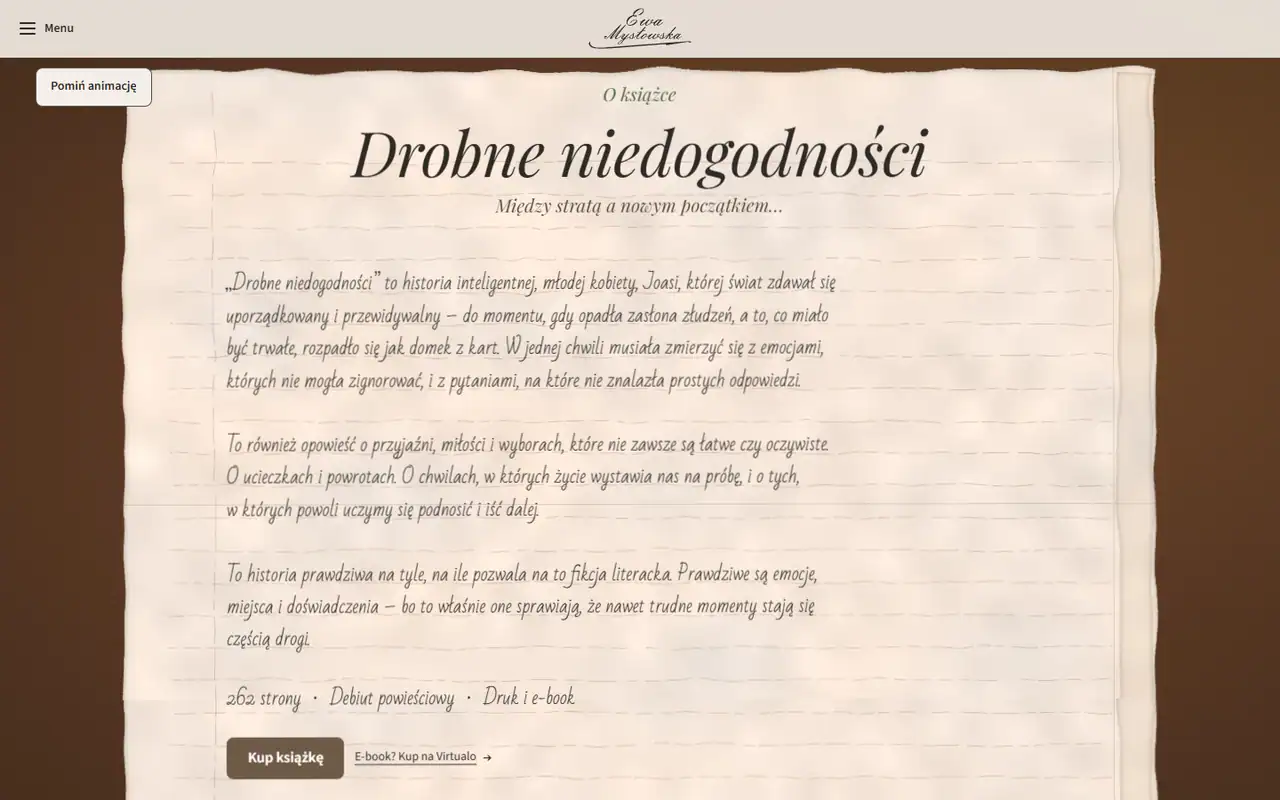 Menu
Ewa
Mysłowska
Pomiń animację
O książce
Drobne niedogodności
Między stratą a nowym początkiem…
„Drobne niedogodności” to historia inteligentnej, młodej kobiety, Joasi, której świat zdawał się
uporządkowany i przewidywalny – do momentu, gdy opadła zasłona złudzeń, a to, co miało
być trwałe, rozpadło się jak domek z kart. W jednej chwili musiała zmierzyć się z emocjami,
których nie mogła zignorować, i z pytaniami, na które nie znalazła prostych odpowiedzi.
To również opowieść o przyjaźni, miłości i wyborach, które nie zawsze są łatwe czy oczywiste.
O ucieczkach i powrotach. O chwilach, w których życie wystawia nas na próbę, i o tych,
w których powoli uczymy się podnosić i iść dalej.
To historia prawdziwa na tyle, na ile pozwala na to fikcja literacka. Prawdziwe są emocje,
miejsca i doświadczenia – bo to właśnie one sprawiają, że nawet trudne momenty stają się
częścią drogi.
262 strony · Debiut powieściowy · Druk i e-book
Kup książkę
E-book? Kup na Virtualo →